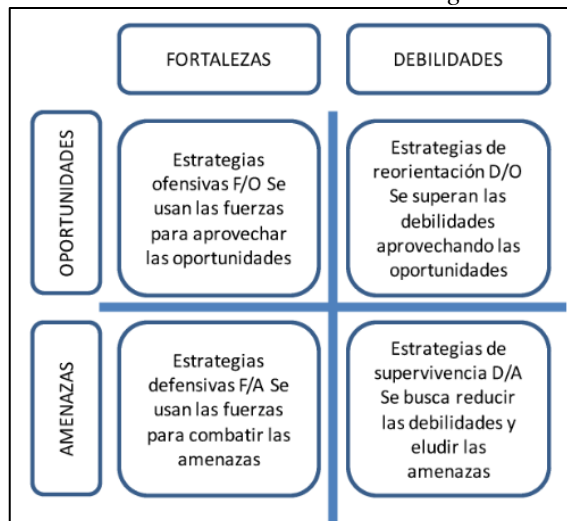 FORTALEZAS
DEBILIDADES
OPORTUNIDADES
Estrategias
ofensivas F/O Se
usan las fuerzas
para aprovechar
las oportunidades
Estrategias de
reorientación D/O
Se superan las
debilidades
aprovechando las
oportunidades
AMENAZAS
Estrategias
defensivas F/A Se
usan las fuerzas
para combatir las
amenazas
Estrategias de
supervivencia D/A
Se busca reducir
las debilidades y
eludir las
amenazas